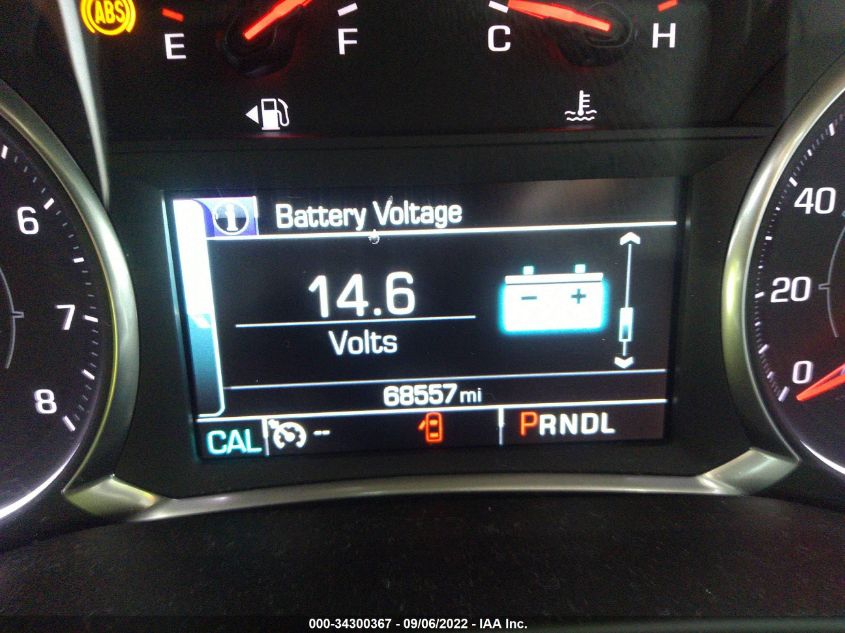 ABS
E F C H
Battery Voltage
14.6
Volts
68557 mi
CAL -- PRNDL
6
7
8
40
20
0
000-34300367 - 09/06/2022 - IAA Inc.